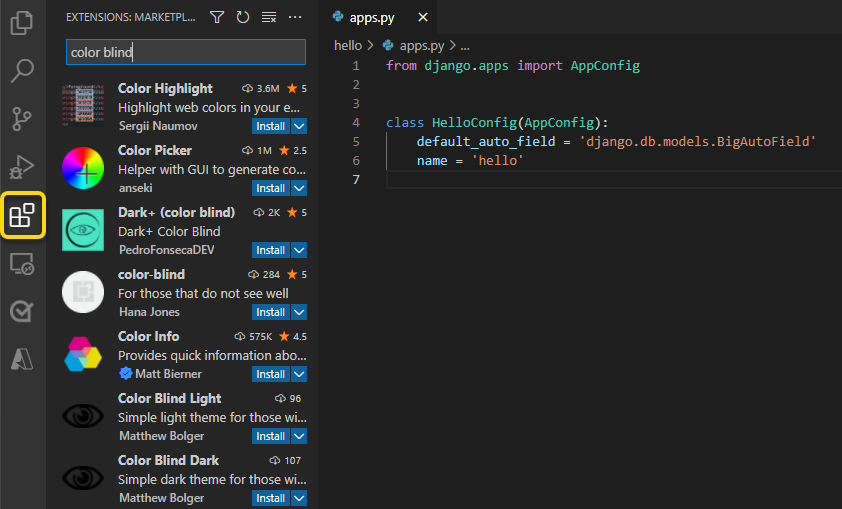 EXTENSIONS: MARKETPL...
color blind
Color Highlight 3.6M 5
Highlight web colors in your e...
Sergii Naumov Install
Color Picker 1M 2.5
Helper with GUI to generate co...
anseki Install
Dark+ (color blind) 2K 5
Dark+ Color Blind
PedroFonsecaDEV Install
color-blind 284 5
For those that do not see well
Hana Jones Install
Color Info 575K 4.5
Provides quick information abo...
Matt Bierner Install
Color Blind Light 96
Simple light theme for those wi...
Matthew Bolger Install
Color Blind Dark 107
Simple dark theme for those wi...
Matthew Bolger Install
apps.py
hello > apps.py > ...
1 from django.apps import AppConfig
2
3
4 class HelloConfig(AppConfig):
5     default_auto_field = 'django.db.models.BigAutoField'
6     name = 'hello'
7